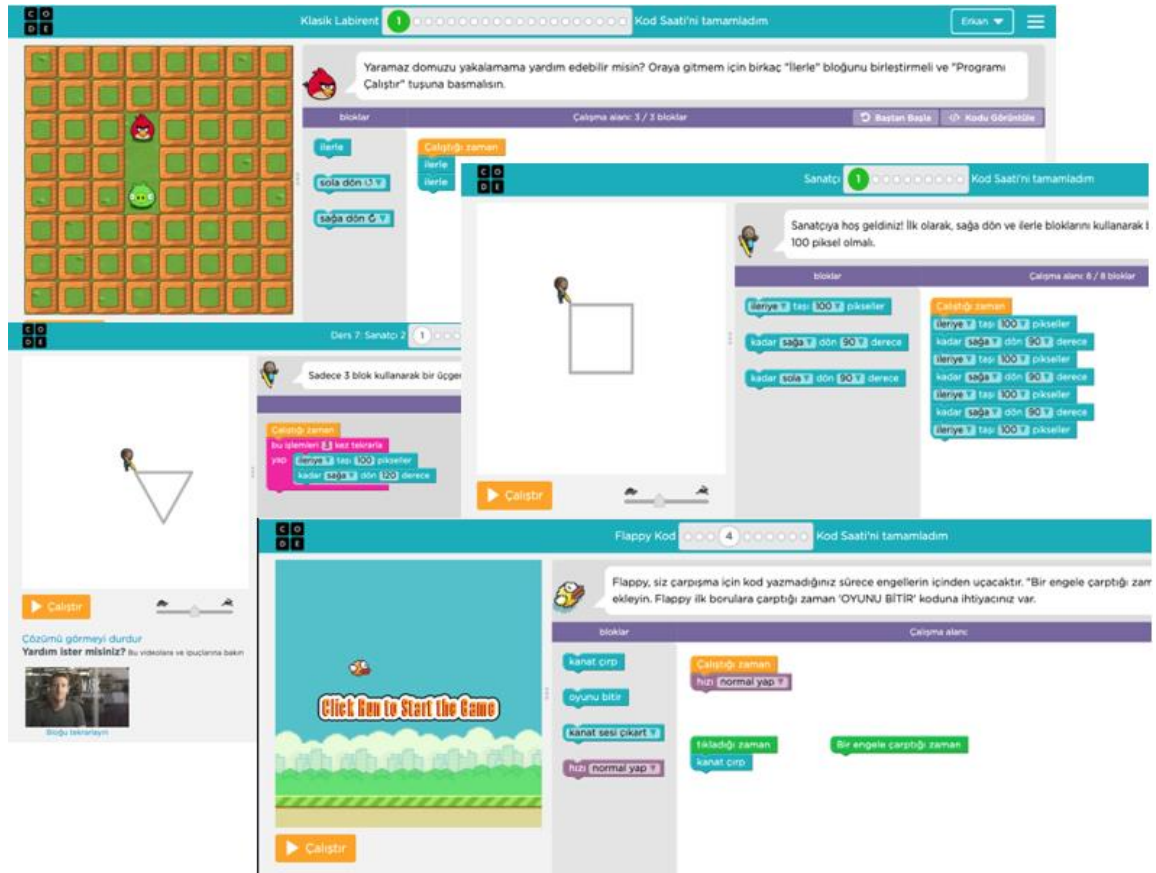 C O
D E
Klasik Labirent 1 Kod Saati'ni tamamladım
Erkan
Yaramaz domuzu yakalamama yardım edebilir misin? Oraya gitmem için birkaç "İlerle" bloğunu birleştirmeli ve "Programı
Çalıştır" tuşuna basmalısın.
bloklar
Çalışma alanı: 3 / 3 bloklar
Baştan Başla
Kodu Görüntüle
ilerle
sola dön
sağa dön
Çalıştığı zaman
ilerle
ilerle
C O
D E
Sanatçı 1 Kod Saati'ni tamamladım
Sanatçıya hoş geldiniz! İlk olarak, sağa dön ve ilerle bloklarını kullanarak b
100 piksel olmalı.
bloklar
Çalışma alanı: 6 / 8 bloklar
ileriye taşı 100 pikseller
kadar sağa dön 90 derece
kadar sola dön 90 derece
Çalıştığı zaman
ileriye taşı 100 pikseller
kadar sağa dön 90 derece
ileriye taşı 100 pikseller
kadar sağa dön 90 derece
ileriye taşı 100 pikseller
kadar sağa dön 90 derece
ileriye taşı 100 pikseller
Çalıştır
C O
D E
Ders 7: Sanatçı 2 1
Sadece 3 blok kullanarak bir üçgen
Çalıştığı zaman
bu işlemleri 3 kez tekrarla
yap ileriye taşı 100 pikseller
kadar sağa dön 120 derece
Çalıştır
Çözümü görmeyi durdur
Yardım ister misiniz? Bu videolara ve ipuçlarına bakın
Bloğu tekrarlayın
C O
D E
Flappy Kod 4 Kod Saati'ni tamamladım
Flappy, siz çarpışma için kod yazmadığınız sürece engellerin içinden uçacaktır. "Bir engele çarptığı zam
ekleyin. Flappy ilk borulara çarptığı zaman 'OYUNU BİTİR' koduna ihtiyacınız var.
bloklar
Çalışma alanı:
kanat çırp
oyunu bitir
kanat sesi çıkart
hızı normal yap
Çalıştığı zaman
hızı normal yap
tıkladığı zaman
kanat çırp
Bir engele çarptığı zaman
Click Run to Start the Game
Çalıştır